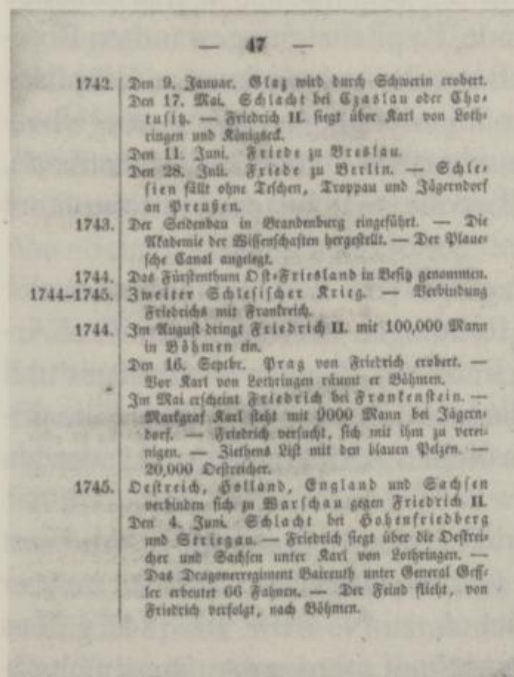 — 47 —
1742. Den 9. Januar. Glaz wird durch Schwerin erobert.
Den 17. Mai. Schlacht bei Czaslau oder Cho-
tusitz. — Friedrich II. siegt über Karl von Loth-
ringen und Königseck.
Den 11. Juni. Friede zu Breslau.
Den 28. Juli. Friede zu Berlin. — Schle-
sien fällt ohne Teschen, Troppau und Jägerndorf
an Preußen.
1743. Der Seidenbau in Brandenburg eingeführt. — Die
Akademie der Wissenschaften hergestellt. — Der Plaue-
sche Canal angelegt.
1744. Das Fürstenthum Ost-Friesland in Besitz genommen.
1744–1745. Zweiter Schlesischer Krieg. — Verbindung
Friedrichs mit Frankreich.
1744. Im August dringt Friedrich II. mit 100,000 Mann
in Böhmen ein.
Den 16. Septbr. Prag von Friedrich erobert. —
Vor Karl von Lothringen räumt er Böhmen.
Im Mai erscheint Friedrich bei Frankenstein. —
Markgraf Karl steht mit 9000 Mann bei Jägern-
dorf. — Friedrich versucht, sich mit ihm zu verei-
nigen. — Ziethens List mit den blauen Pelzen. —
20,000 Oestreicher.
1745. Oestreich, Holland, England und Sachsen
verbinden sich zu Warschau gegen Friedrich II.
Den 4. Juni. Schlacht bei Hohenfriedberg
und Striegau. — Friedrich siegt über die Oestrei-
cher und Sachsen unter Karl von Lothringen. —
Das Dragonerregiment Baireuth unter General Geß-
ler erbeutet 66 Fahnen. — Der Feind flieht, von
Friedrich verfolgt, nach Böhmen.